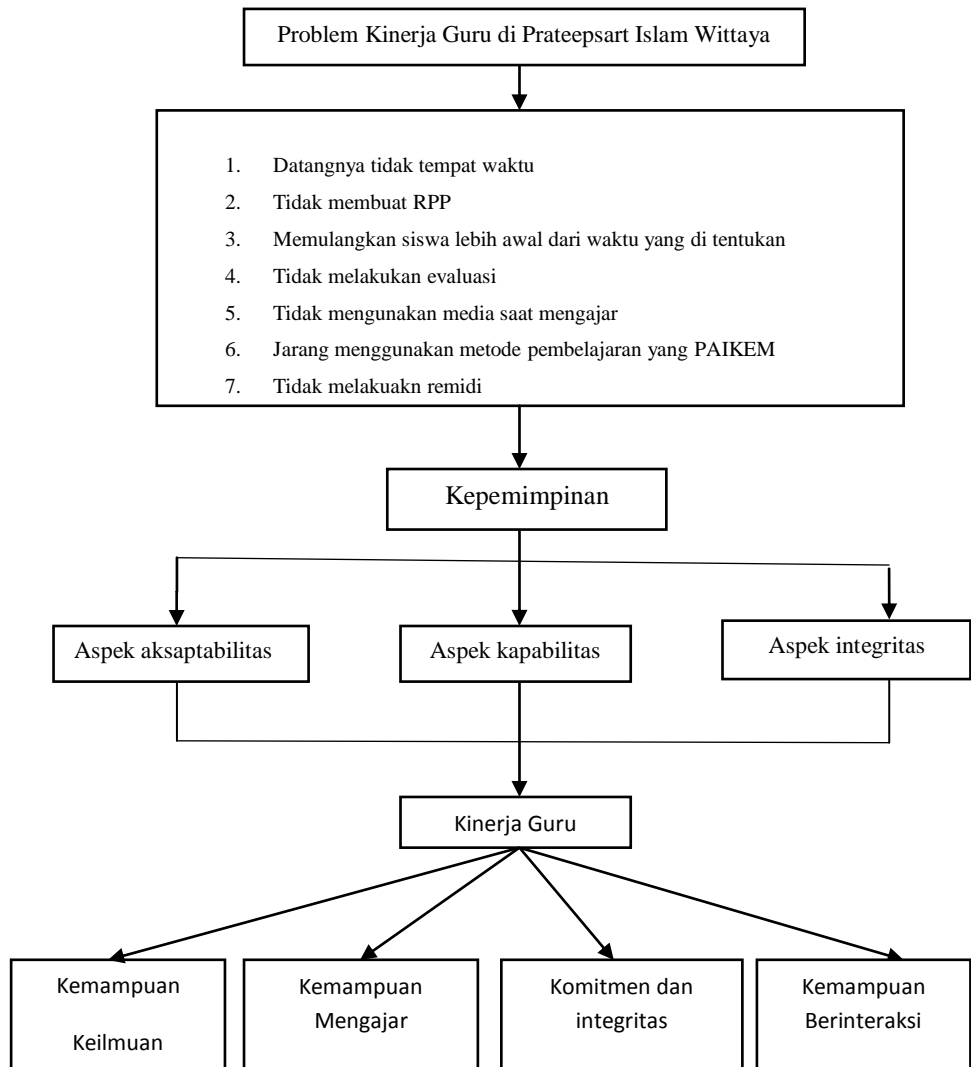 Problem Kinerja Guru di Prateepsart Islam Wittaya
1. Datangnya tidak tempat waktu
2. Tidak membuat RPP
3. Memulangkan siswa lebih awal dari waktu yang di tentukan
4. Tidak melakukan evaluasi
5. Tidak mengunakan media saat mengajar
6. Jarang menggunakan metode pembelajaran yang PAIKEM
7. Tidak melakuakn remidi
Kepemimpinan
Aspek aksaptabilitas
Aspek kapabilitas
Aspek integritas
Kinerja Guru
Kemampuan
Keilmuan
Kemampuan
Mengajar
Komitmen dan
integritas
Kemampuan
Berinteraksi